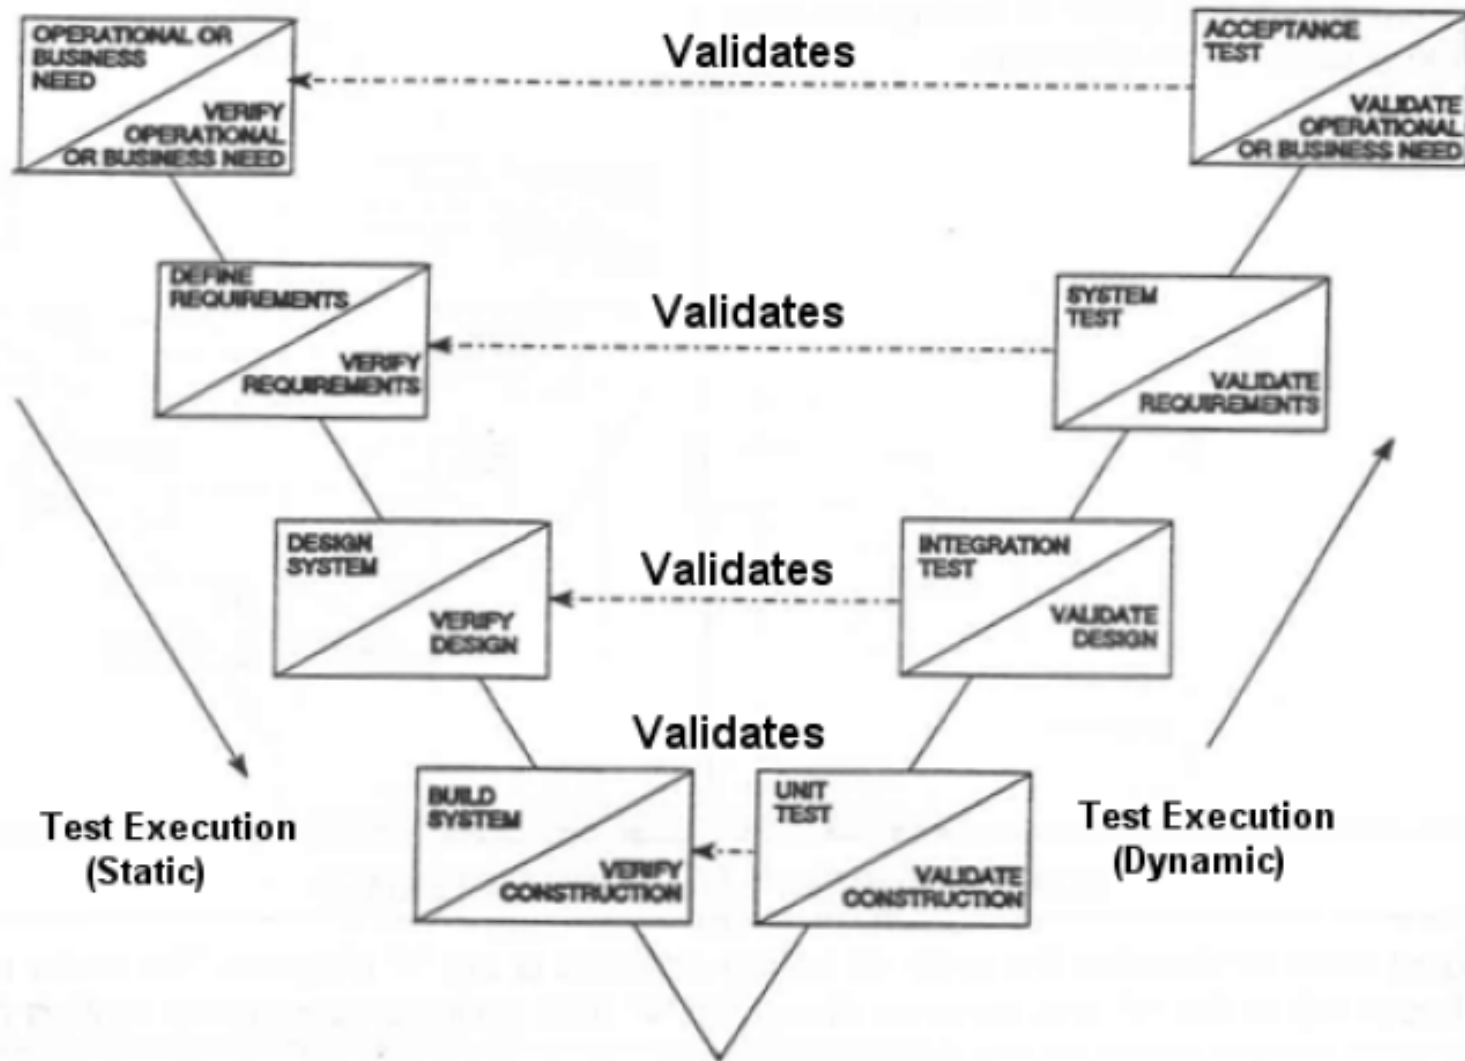 OPERATIONAL OR
BUSINESS
NEED
VERIFY
OPERATIONAL
OR BUSINESS NEED
Validates
ACCEPTANCE
TEST
VALIDATE
OPERATIONAL
OR BUSINESS NEED
DEFINE
REQUIREMENTS
VERIFY
REQUIREMENTS
Validates
SYSTEM
TEST
VALIDATE
REQUIREMENTS
DESIGN
SYSTEM
VERIFY
DESIGN
Validates
INTEGRATION
TEST
VALIDATE
DESIGN
Validates
BUILD
SYSTEM
VERIFY
CONSTRUCTION
UNIT
TEST
VALIDATE
CONSTRUCTION
Test Execution
(Static)
Test Execution
(Dynamic)